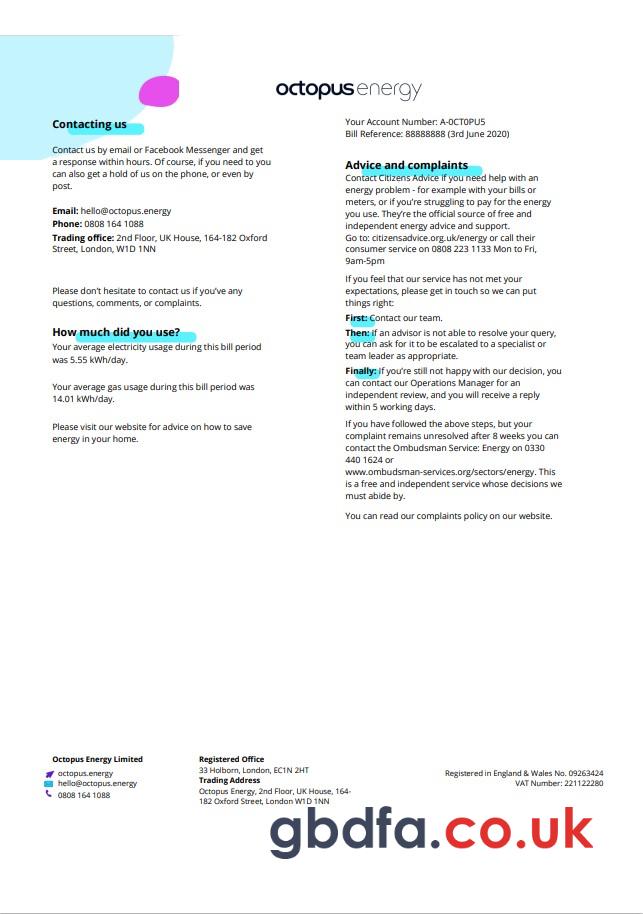 octopus energy
Contacting us
Contact us by email or Facebook Messenger and get
a response within hours. Of course, if you need to you
can also get a hold of us on the phone, or even by
post.
Email: hello@octopus.energy
Phone: 0808 164 1088
Trading office: 2nd Floor, UK House, 164-182 Oxford
Street, London, W1D 1NN
Please don't hesitate to contact us if you've any
questions, comments, or complaints.
How much did you use?
Your average electricity usage during this bill period
was 5.55 kWh/day.
Your average gas usage during this bill period was
14.01 kWh/day.
Please visit our website for advice on how to save
energy in your home.
Your Account Number: A-0CT0PU5
Bill Reference: 88888888 (3rd June 2020)
Advice and complaints
Contact Citizens Advice if you need help with an
energy problem - for example with your bills or
meters, or if you're struggling to pay for the energy
you use. They're the official source of free and
independent energy advice and support.
Go to: citizensadvice.org.uk/energy or call their
consumer service on 0808 223 1133 Mon to Fri,
9am-5pm
If you feel that our service has not met your
expectations, please get in touch so we can put
things right:
First: Contact our team.
Then: If an advisor is not able to resolve your query,
you can ask for it to be escalated to a specialist or
team leader as appropriate.
Finally: If you're still not happy with our decision, you
can contact our Operations Manager for an
independent review, and you will receive a reply
within 5 working days.
If you have followed the above steps, but your
complaint remains unresolved after 8 weeks you can
contact the Ombudsman Service: Energy on 0330
440 1624 or
www.ombudsman-services.org/sectors/energy. This
is a free and independent service whose decisions we
must abide by.
You can read our complaints policy on our website.
Octopus Energy Limited
octopus.energy
hello@octopus.energy
0808 164 1088
Registered Office
33 Holborn, London, EC1N 2HT
Trading Address
Octopus Energy, 2nd Floor, UK House, 164-
182 Oxford Street, London W1D 1NN
Registered in England & Wales No. 09263424
VAT Number: 221122280
gbdfa.co.uk